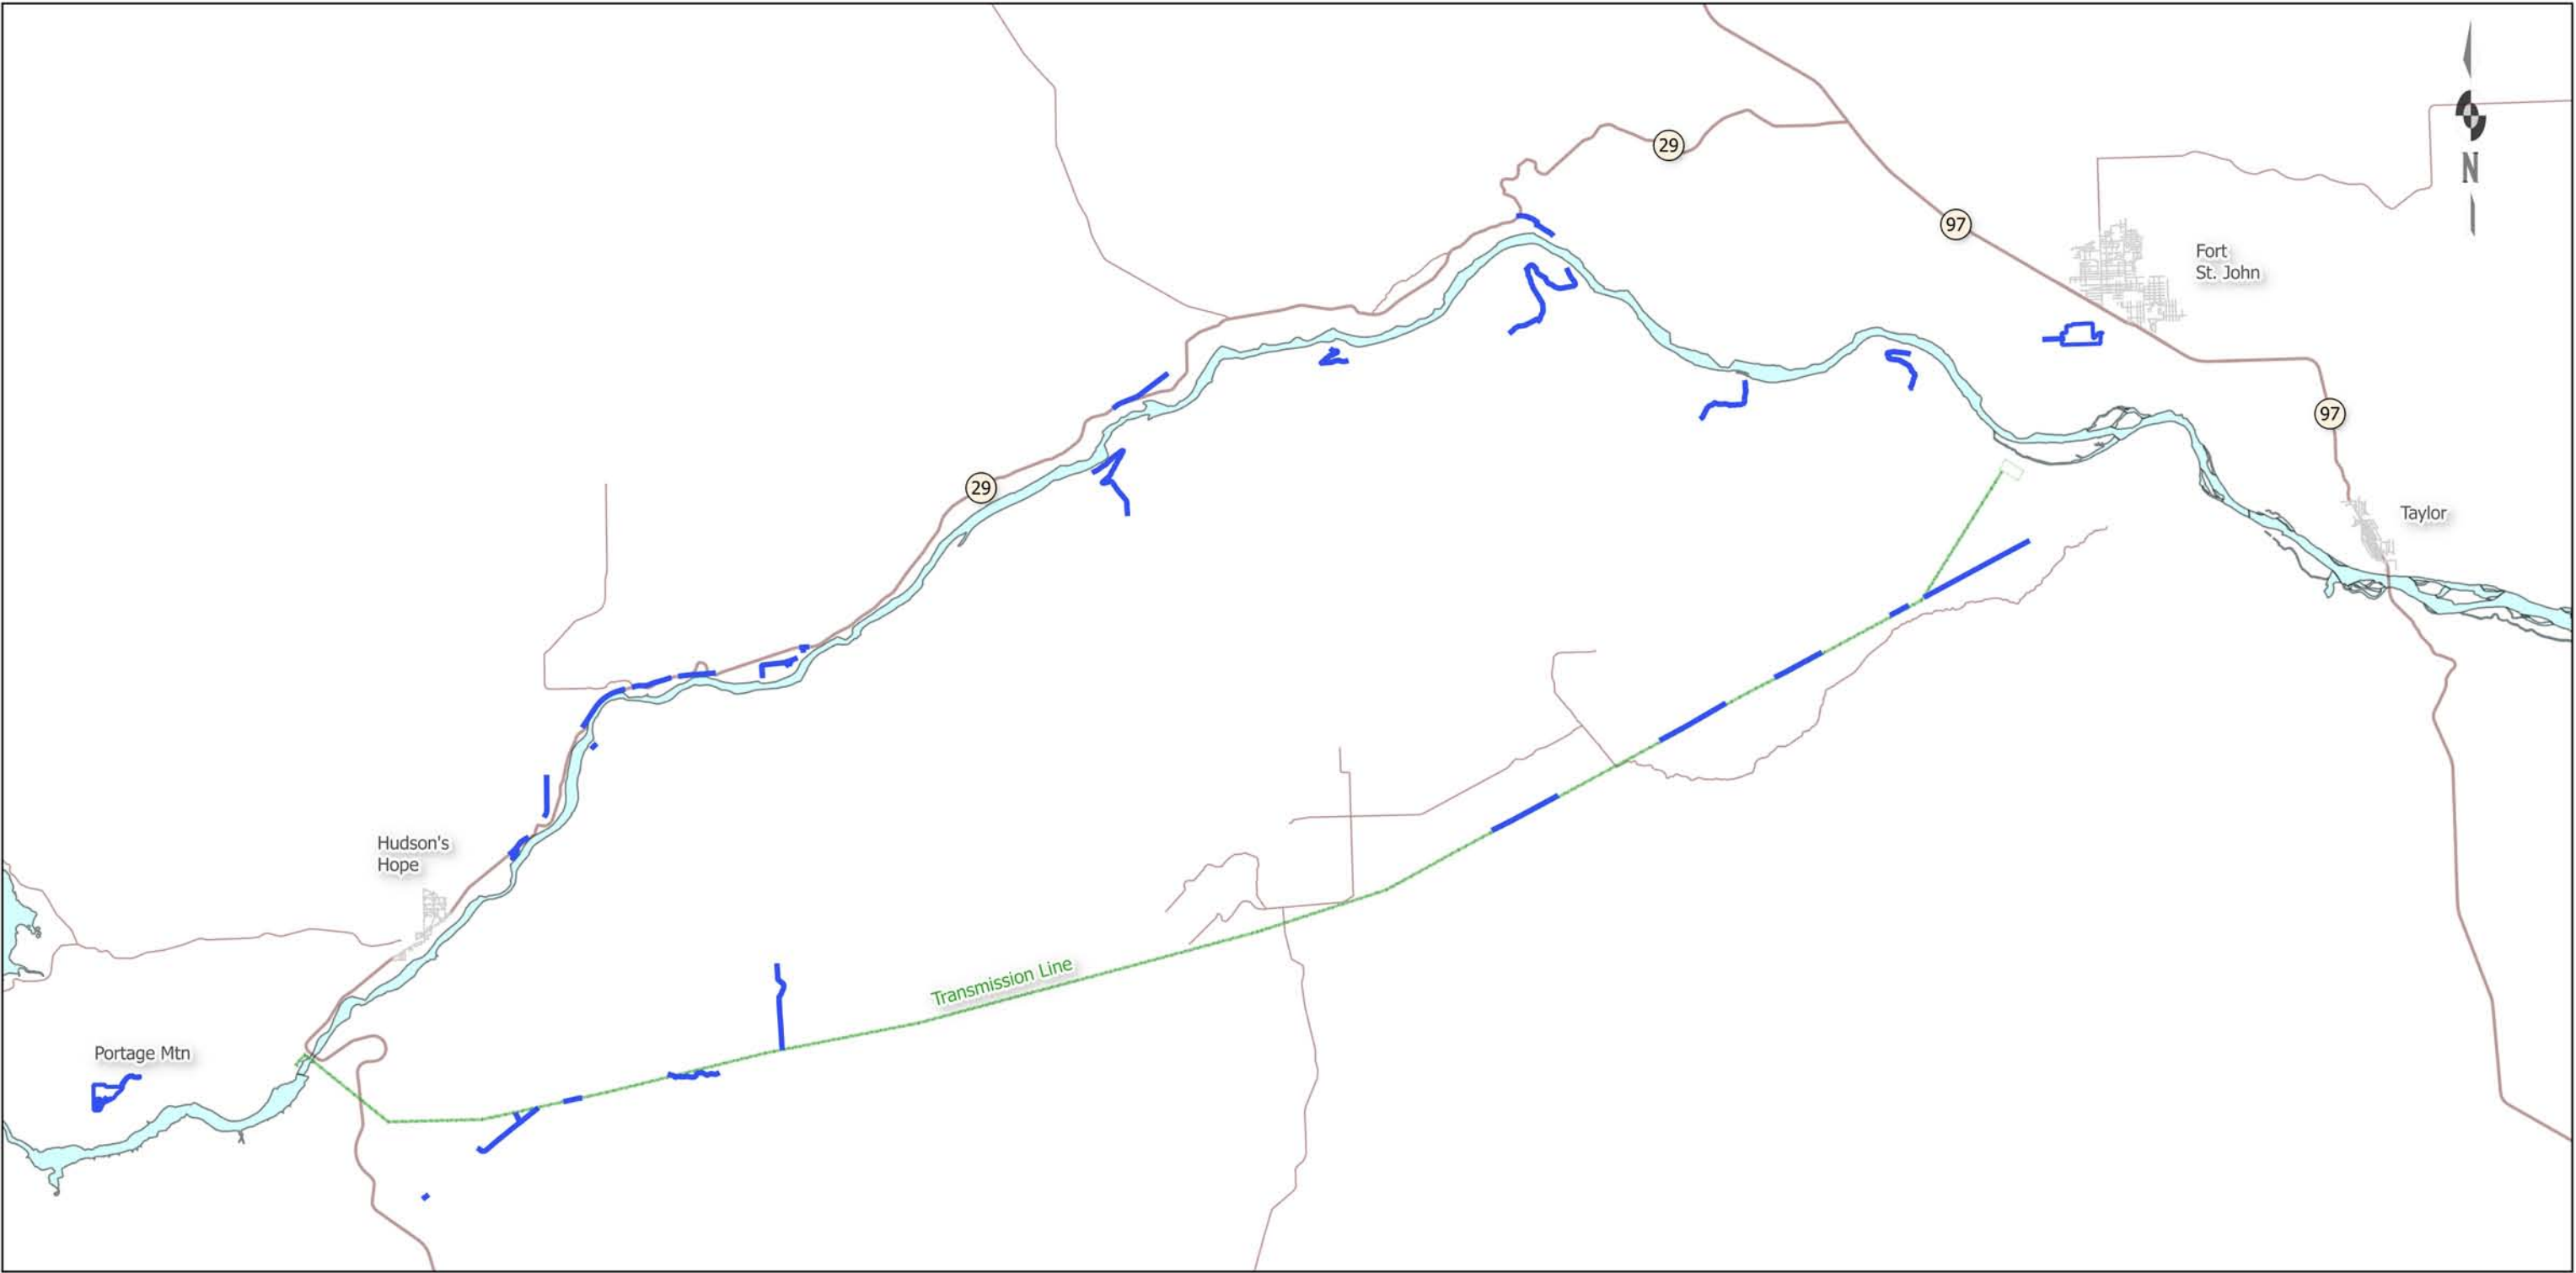 29
97
N
Fort
St. John
97
29
Taylor
Hudson's
Hope
Transmission Line
Portage Mtn